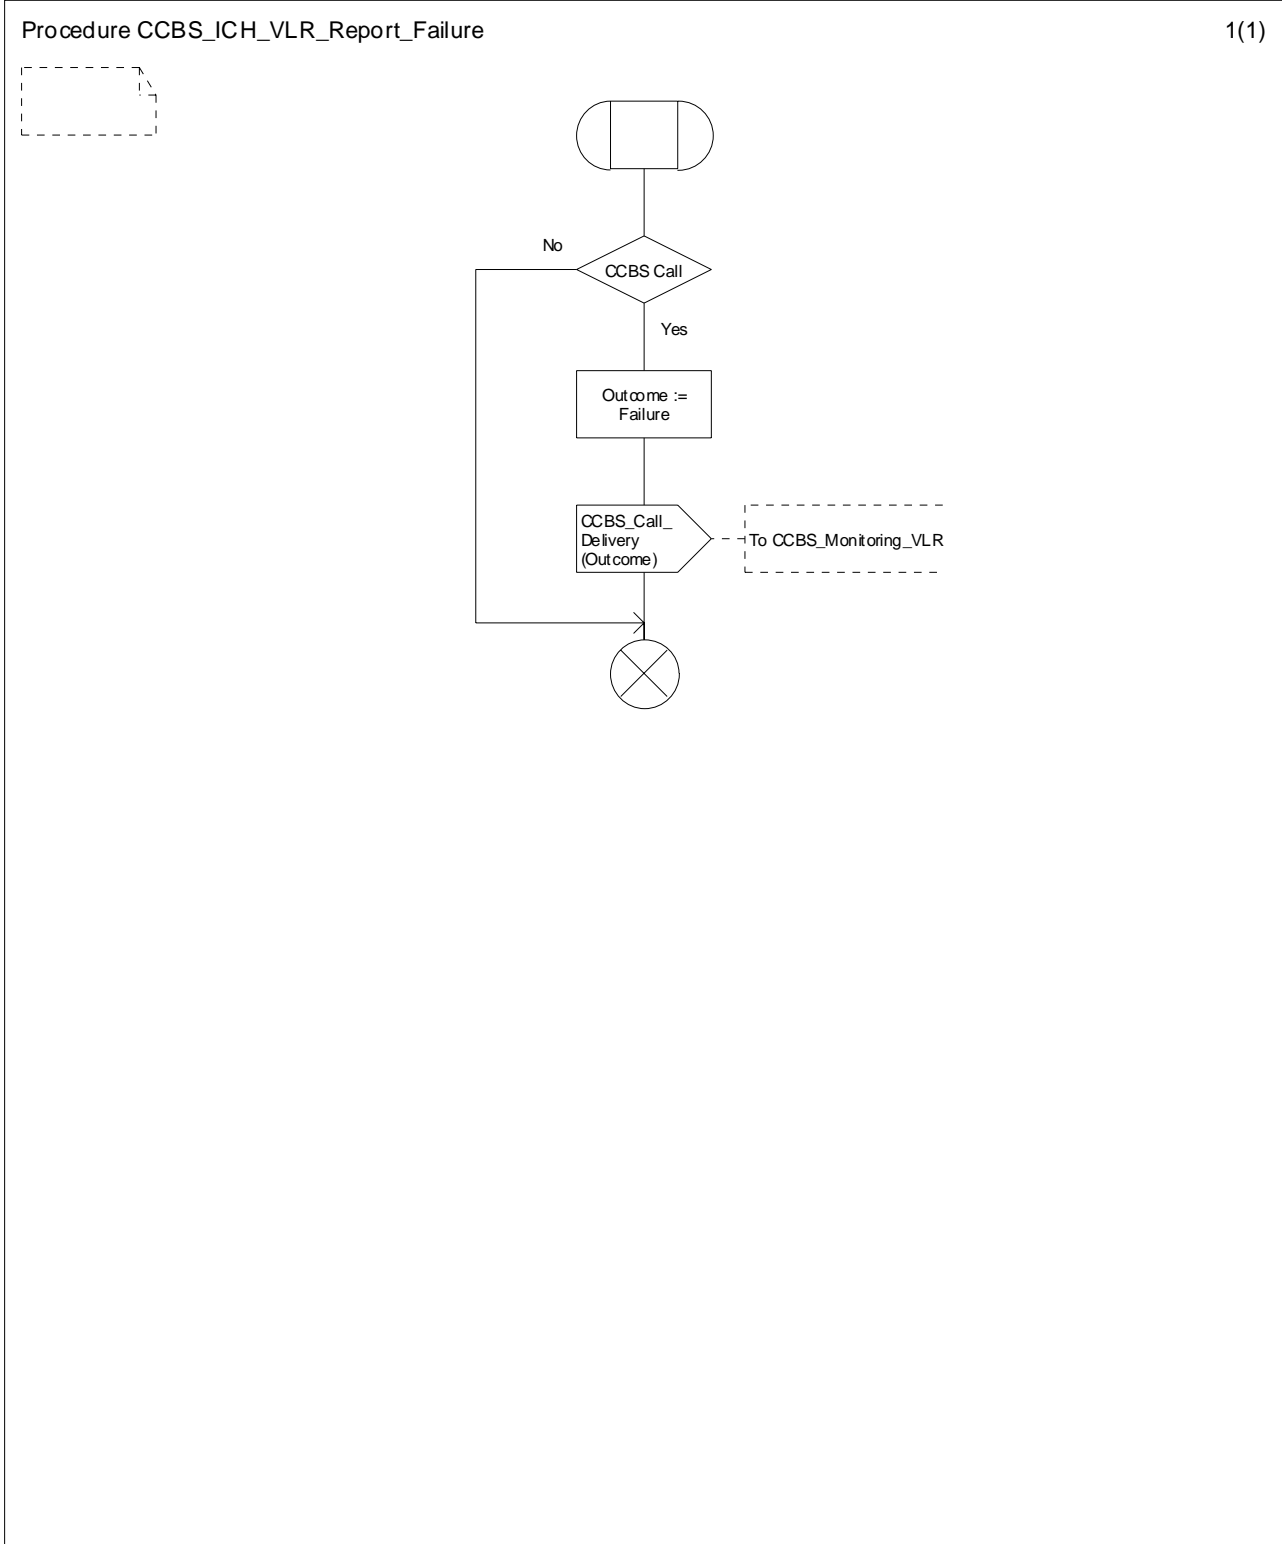 Procedure CCBS_ICH_VLR_Report_Failure
1(1)
No
CCBS Call
Yes
Outcome :=
Failure
CCBS_Call_
Delivery
(Outcome)
To CCBS_Monitoring_VLR